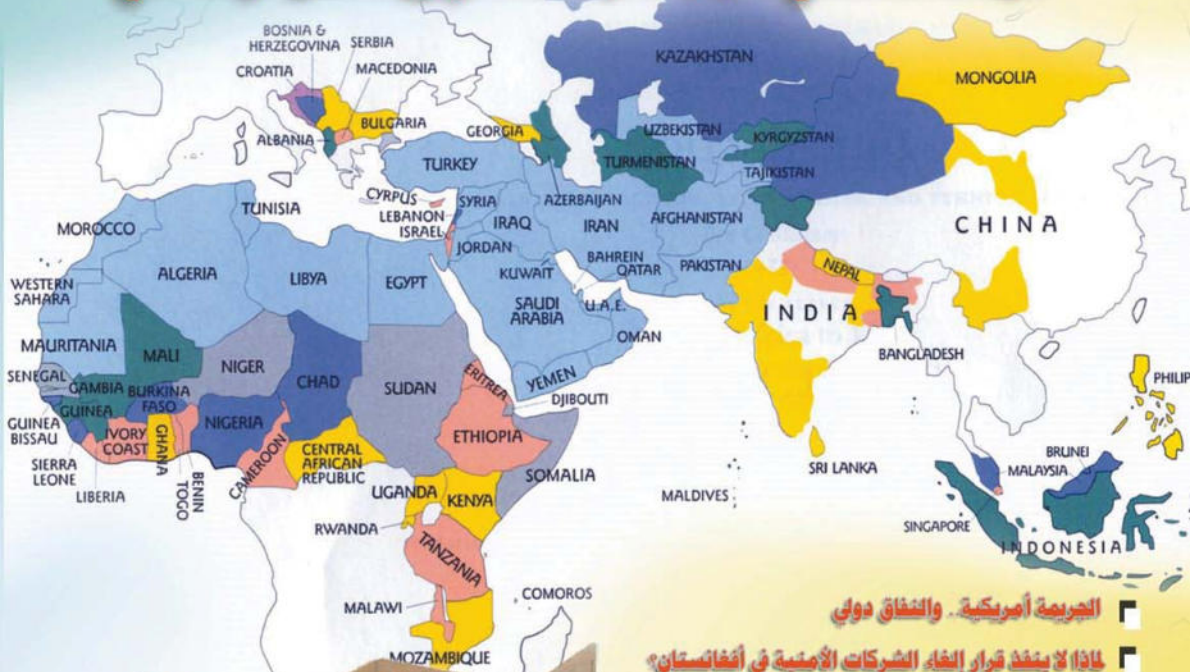 BOSNIA &
HERZEGOVINA
SERBIA
CROATIA
MACEDONIA
ALBANIA
BULGARIA
GEORGIA
KAZAKHSTAN
MONGOLIA
UZBEKISTAN
KYRGYZSTAN
TURMENISTAN
TAJIKISTAN
TURKEY
CYRPUS
SYRIA
LEBANON
ISRAEL
IRAQ
JORDAN
AZERBAIJAN
IRAN
AFGHANISTAN
CHINA
TUNISIA
MOROCCO
ALGERIA
LIBYA
EGYPT
KUWAIT
BAHREIN
QATAR
PAKISTAN
NEPAL
WESTERN
SAHARA
SAUDI
ARABIA
U.A.E.
OMAN
INDIA
BANGLADESH
MAURITANIA
MALI
NIGER
CHAD
SUDAN
ERITREA
YEMEN
DJIBOUTI
SENEGAL
GAMBIA
BURKINA
FASO
GUINEA
GUINEA
BISSAU
NIGERIA
IVORY
COAST
GHANA
ETHIOPIA
PHILIP
SIERRA
LEONE
LIBERIA
TOGO
BENIN
CAMEROON
CENTRAL
AFRICAN
REPUBLIC
SOMALIA
SRI LANKA
BRUNEI
MALAYSIA
MALDIVES
UGANDA
KENYA
RWANDA
SINGAPORE
INDONESIA
TANZANIA
MALAWI
COMOROS
MOZAMBIQUE
الجريمة أمريكية.. والنفاق دولي
لماذا لا ينفذ قرار إلغاء الشركات الأمنية في أفغانستان؟